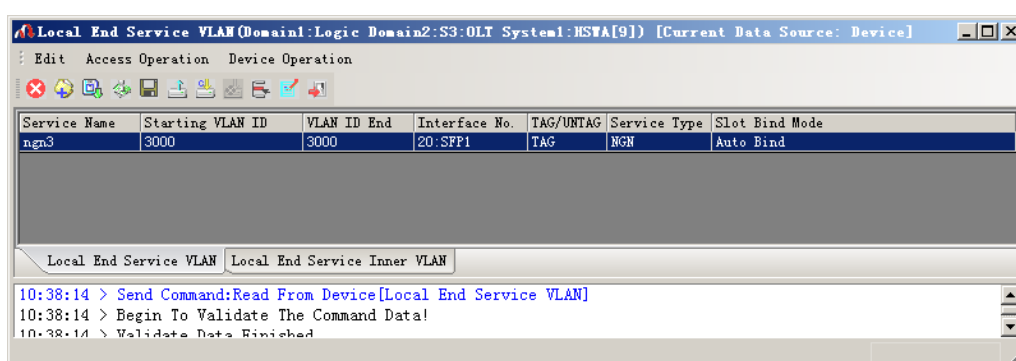 Local End Service VLAN(Domain1:Logic Domain2:S3:OLT System1:HSWA[9]) [Current Data Source: Device]
Edit Access Operation Device Operation
Service Name Starting VLAN ID VLAN ID End Interface No. TAG/UNTAG Service Type Slot Bind Mode
ngn3 3000 3000 20:SFP1 TAG NGN Auto Bind
Local End Service VLAN Local End Service Inner VLAN
10:38:14 > Send Command:Read From Device[Local End Service VLAN]
10:38:14 > Begin To Validate The Command Data!
10:38:14 > Validate Data Finished